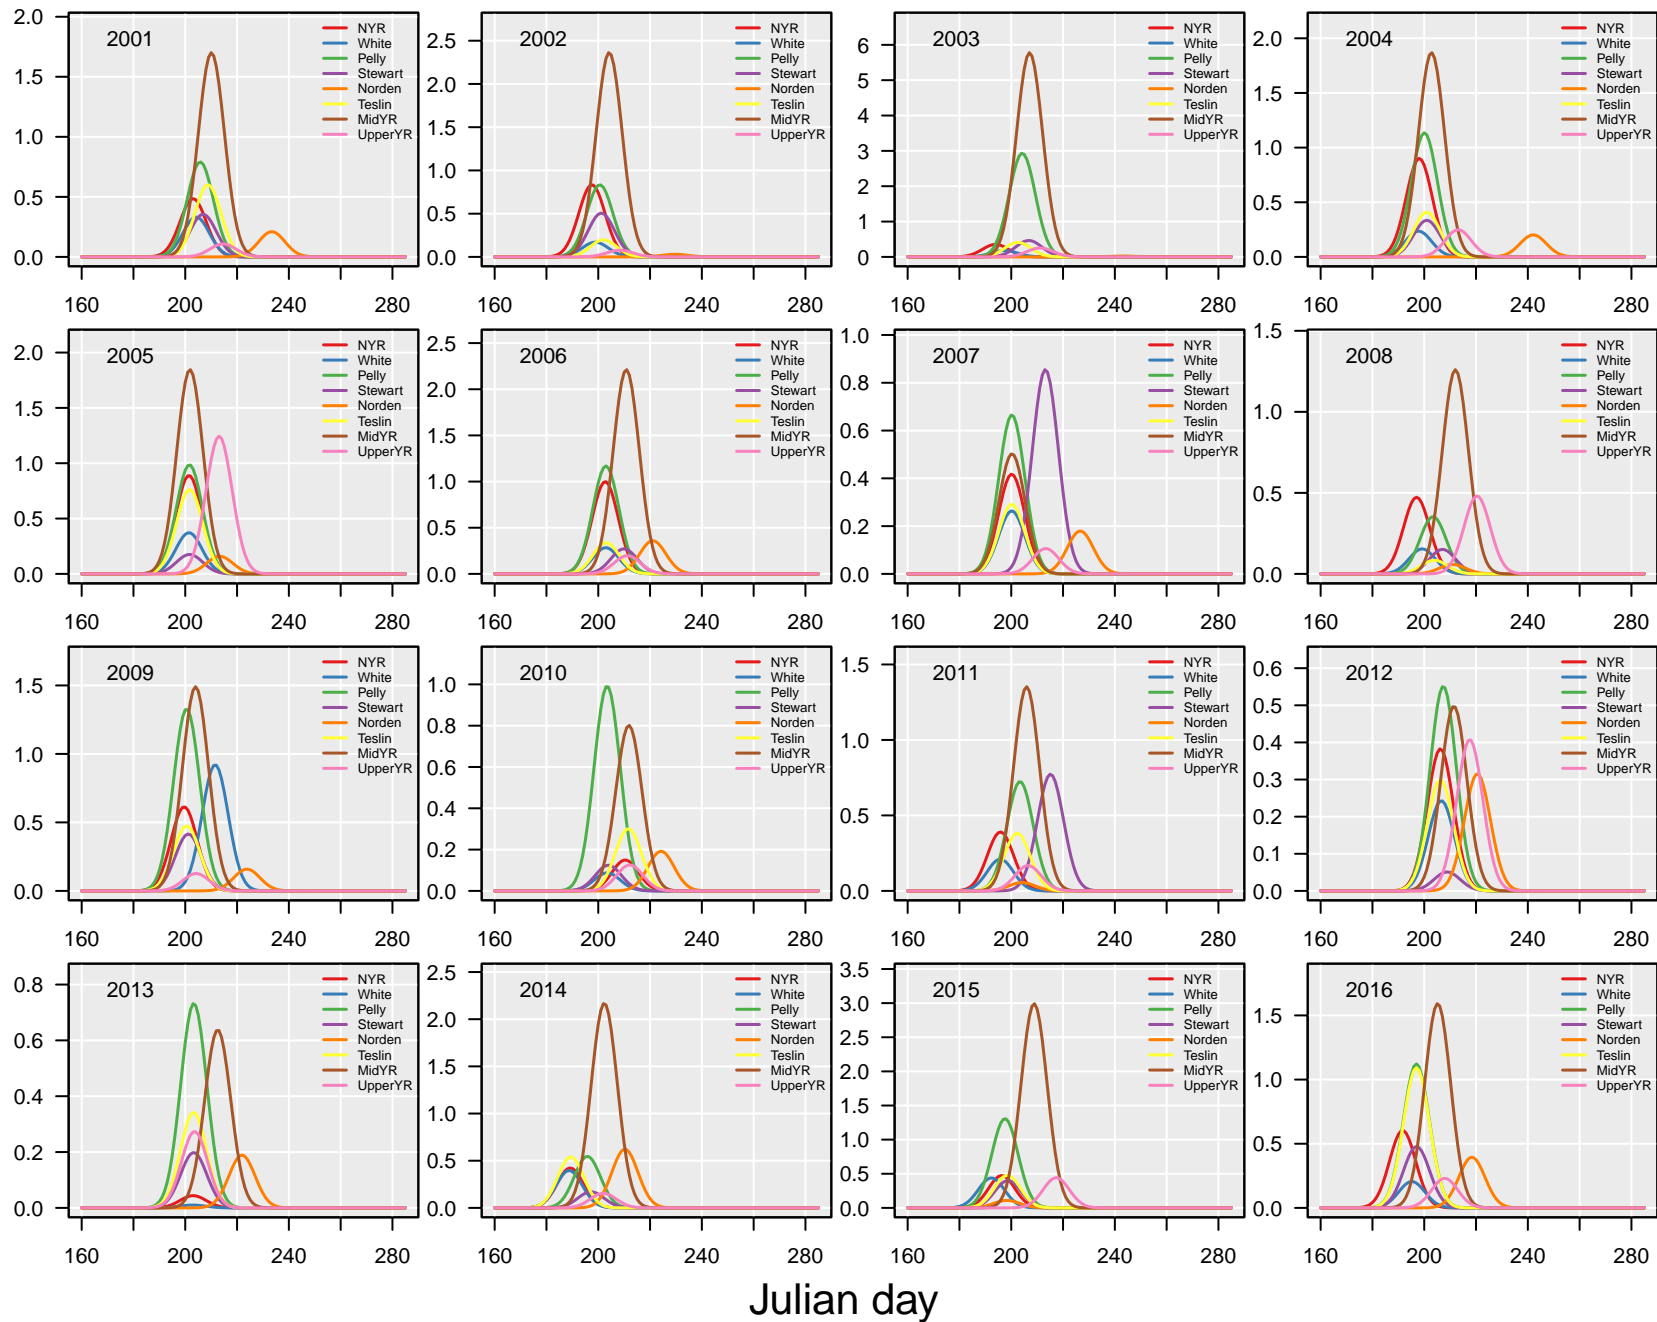 2001
NYR
White
Pelly
Stewart
Norden
Teslin
MidYR
UpperYR
2.0
1.5
1.0
0.5
0.0
160 200 240 280
2002
NYR
White
Pelly
Stewart
Norden
Teslin
MidYR
UpperYR
2.5
2.0
1.5
1.0
0.5
0.0
160 200 240 280
2003
NYR
White
Pelly
Stewart
Norden
Teslin
MidYR
UpperYR
6
5
4
3
2
1
0
160 200 240 280
2004
NYR
White
Pelly
Stewart
Norden
Teslin
MidYR
UpperYR
2.0
1.5
1.0
0.5
0.0
160 200 240 280
2005
NYR
White
Pelly
Stewart
Norden
Teslin
MidYR
UpperYR
2.0
1.5
1.0
0.5
0.0
160 200 240 280
2006
NYR
White
Pelly
Stewart
Norden
Teslin
MidYR
UpperYR
2.5
2.0
1.5
1.0
0.5
0.0
160 200 240 280
2007
NYR
White
Pelly
Stewart
Norden
Teslin
MidYR
UpperYR
1.0
0.8
0.6
0.4
0.2
0.0
160 200 240 280
2008
NYR
White
Pelly
Stewart
Norden
Teslin
MidYR
UpperYR
1.5
1.0
0.5
0.0
160 200 240 280
2009
NYR
White
Pelly
Stewart
Norden
Teslin
MidYR
UpperYR
1.5
1.0
0.5
0.0
160 200 240 280
2010
NYR
White
Pelly
Stewart
Norden
Teslin
MidYR
UpperYR
1.0
0.8
0.6
0.4
0.2
0.0
160 200 240 280
2011
NYR
White
Pelly
Stewart
Norden
Teslin
MidYR
UpperYR
1.5
1.0
0.5
0.0
160 200 240 280
2012
NYR
White
Pelly
Stewart
Norden
Teslin
MidYR
UpperYR
0.6
0.5
0.4
0.3
0.2
0.1
0.0
160 200 240 280
2013
NYR
White
Pelly
Stewart
Norden
Teslin
MidYR
UpperYR
0.8
0.6
0.4
0.2
0.0
160 200 240 280
2014
NYR
White
Pelly
Stewart
Norden
Teslin
MidYR
UpperYR
2.5
2.0
1.5
1.0
0.5
0.0
160 200 240 280
2015
NYR
White
Pelly
Stewart
Norden
Teslin
MidYR
UpperYR
3.5
3.0
2.5
2.0
1.5
1.0
0.5
0.0
160 200 240 280
2016
NYR
White
Pelly
Stewart
Norden
Teslin
MidYR
UpperYR
1.5
1.0
0.5
0.0
160 200 240 280
Julian day